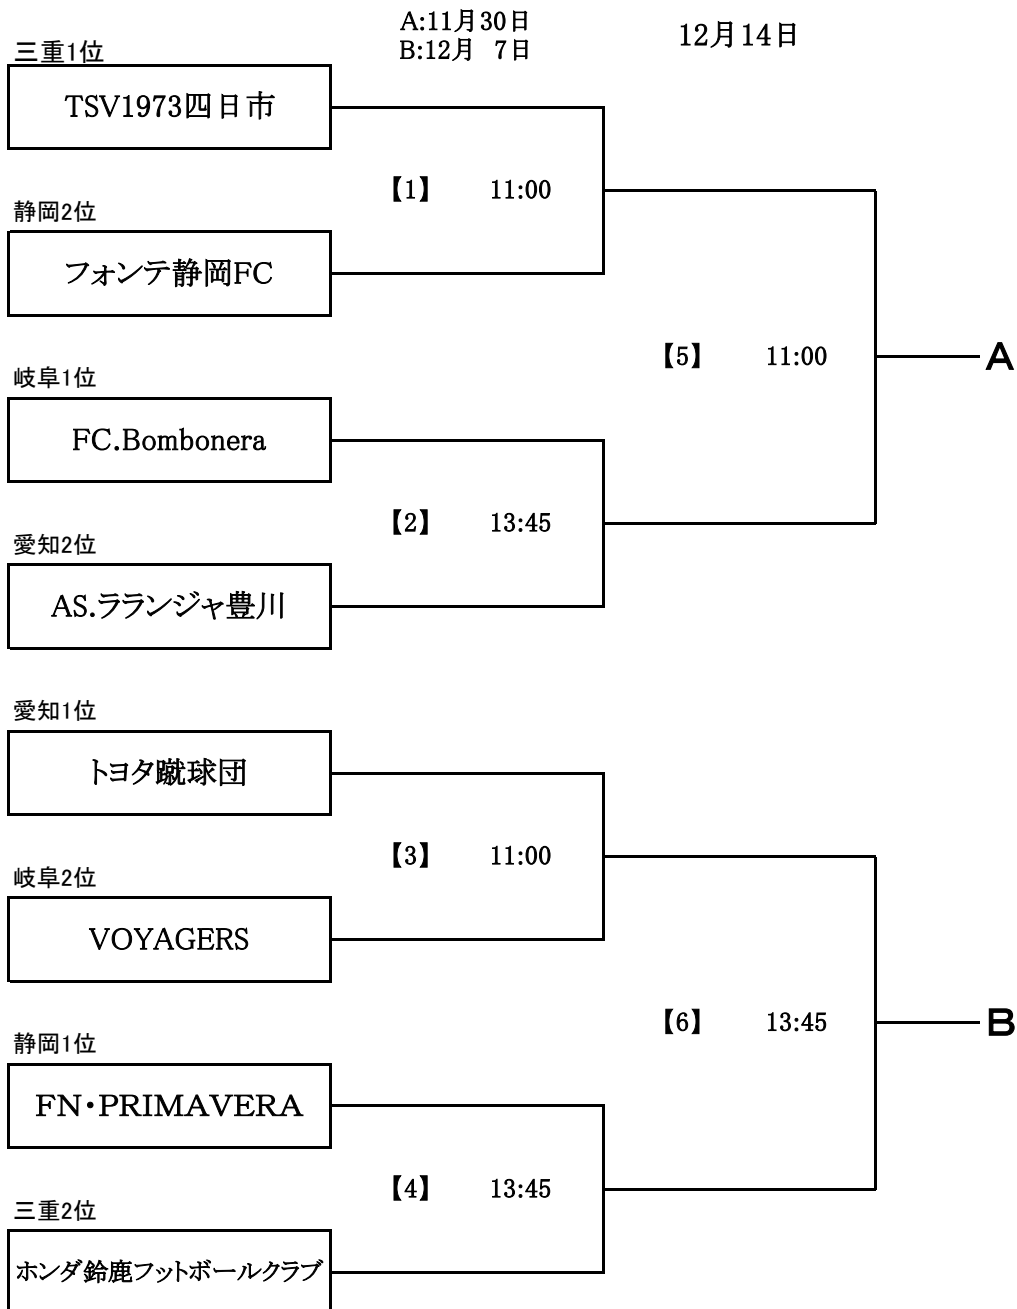 A:11月30日
B:12月 7日
12月14日
三重1位
TSV1973四日市
【1】 11:00
静岡2位
フォンテ静岡FC
【5】 11:00
A
岐阜1位
FC.Bombonera
【2】 13:45
愛知2位
AS.ラランジャ豊川
愛知1位
トヨタ蹴球団
【3】 11:00
岐阜2位
VOYAGERS
【6】 13:45
B
静岡1位
FN・PRIMAVERA
【4】 13:45
三重2位
ホンダ鈴鹿フットボールクラブ